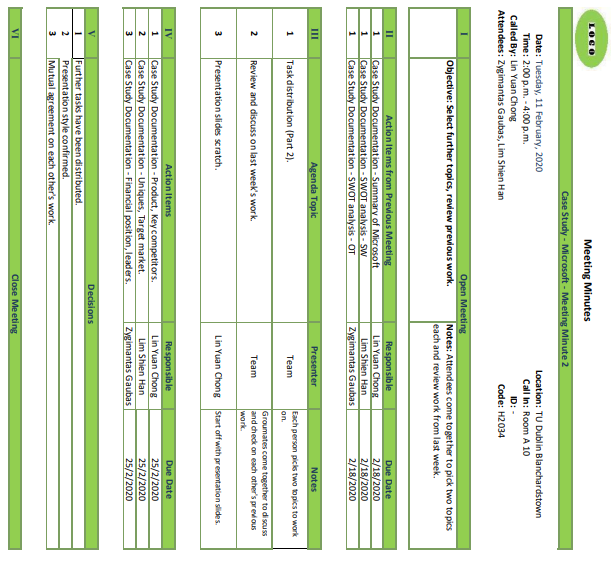 LOGO
Meeting Minutes
Case Study - Microsoft - Meeting Minute 2
Date: Tuesday, 11 February, 2020
Location: TU Dublin Blanchardstown
Time: 2:00 p.m. - 4:00 p.m.
Call In: Room A 10
Called By: Lin Yuan Chong
ID: -
Attendees: Zygimantas Gaubas, Lim Shien Han
Code: H2034
I Open Meeting
Objective: Select further topics, review previous work.
Notes: Attendees come together to pick two topics
each and review work from last week.
II Action Items from Previous Meeting Responsible Due Date
1 Case Study Documentation - Summary of Microsoft Lin Yuan Chong 2/18/2020
1 Case Study Documentation - SWOT analysis - SW Lim Shien Han 2/18/2020
1 Case Study Documentation - SWOT analysis - OT Zygimantas Gaubas 2/18/2020
III Agenda Topic Presenter Notes
1 Task distribution (Part 2). Team Each person picks two topics to work
on.
2 Review and discuss on last week's work. Team Groumates come together to discuss
and check on each other's previous
work.
3 Presentation slides scratch. Lin Yuan Chong Start off with presentation slides.
IV Action Items Responsible Due Date
1 Case Study Documentation - Product, Key competitors. Lin Yuan Chong 25/2/2020
2 Case Study Documentation - Uniques, Target market. Lim Shien Han 25/2/2020
3 Case Study Documentation - Financial position, leaders. Zygimantas Gaubas 25/2/2020
V Decisions
1 Further tasks have been distributed.
2 Presentation style confirmed.
3 Mutual agreement on each other's work.
VI Close Meeting